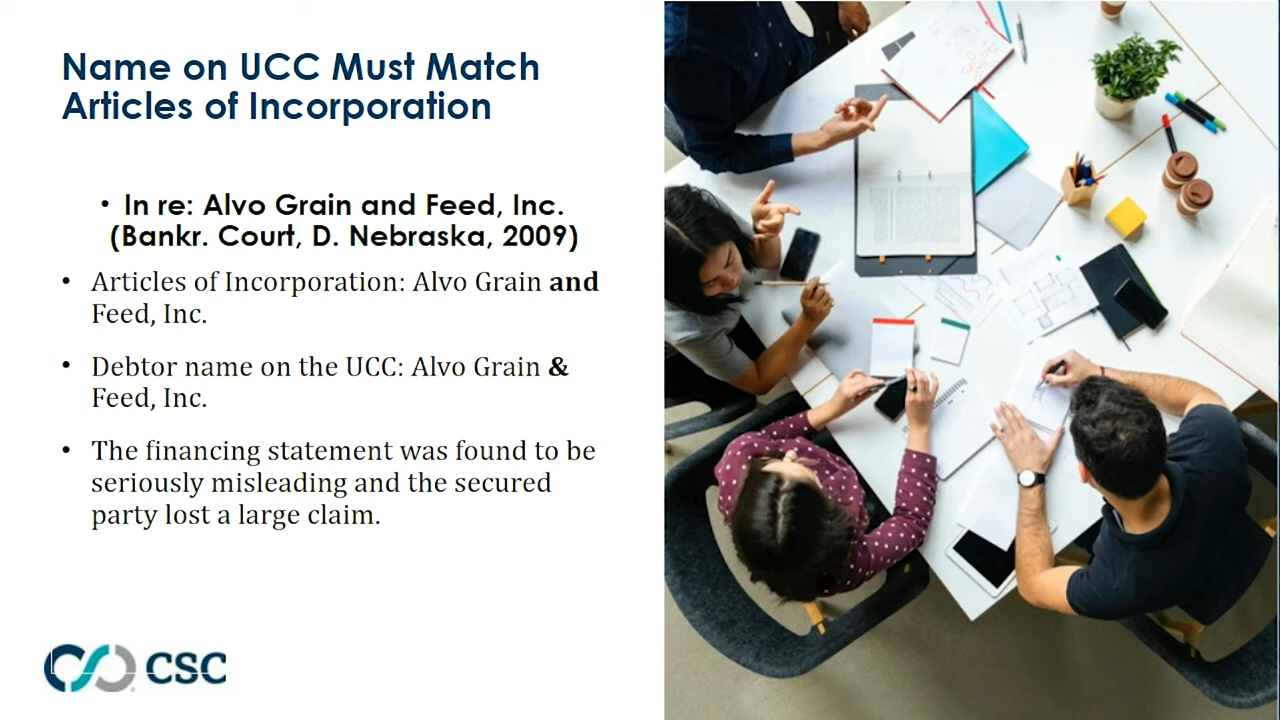 Name on UCC Must Match
Articles of Incorporation
• In re: Alvo Grain and Feed, Inc.
(Bankr. Court, D. Nebraska, 2009)
• Articles of Incorporation: Alvo Grain and
Feed, Inc.
• Debtor name on the UCC: Alvo Grain &
Feed, Inc.
• The financing statement was found to be
seriously misleading and the secured
party lost a large claim.
CSC